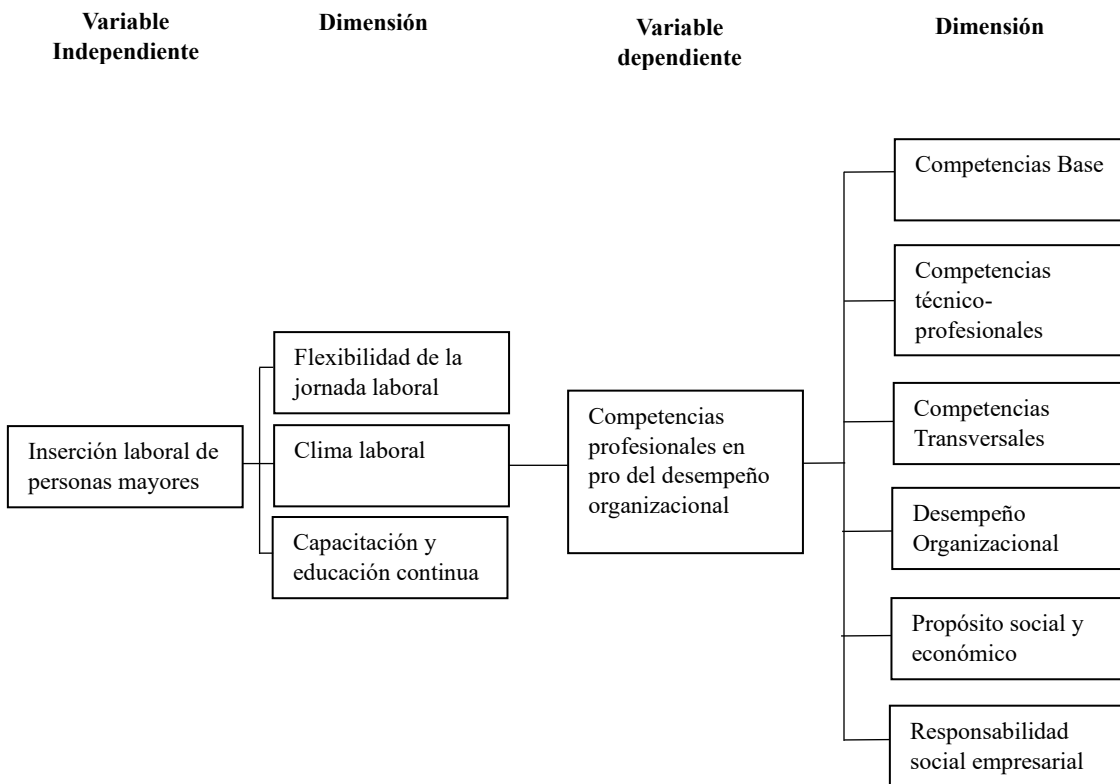 Variable
Independiente
Dimensión
Variable
dependiente
Dimensión
Inserción laboral de
personas mayores
Flexibilidad de la
jornada laboral
Clima laboral
Capacitación y
educación continua
Competencias
profesionales en
pro del desempeño
organizacional
Competencias Base
Competencias
técnico-
profesionales
Competencias
Transversales
Desempeño
Organizacional
Propósito social y
económico
Responsabilidad
social empresarial